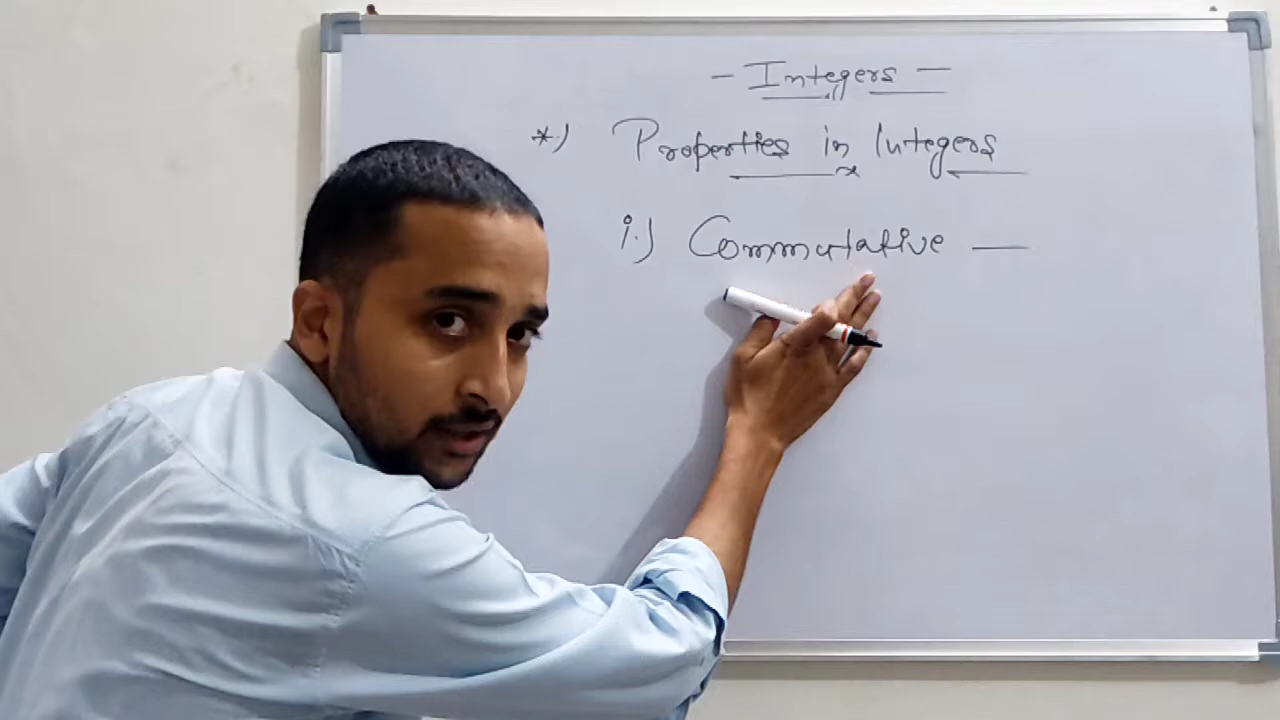 - Integers -
*) Properties in Integers
i.) Commutative -